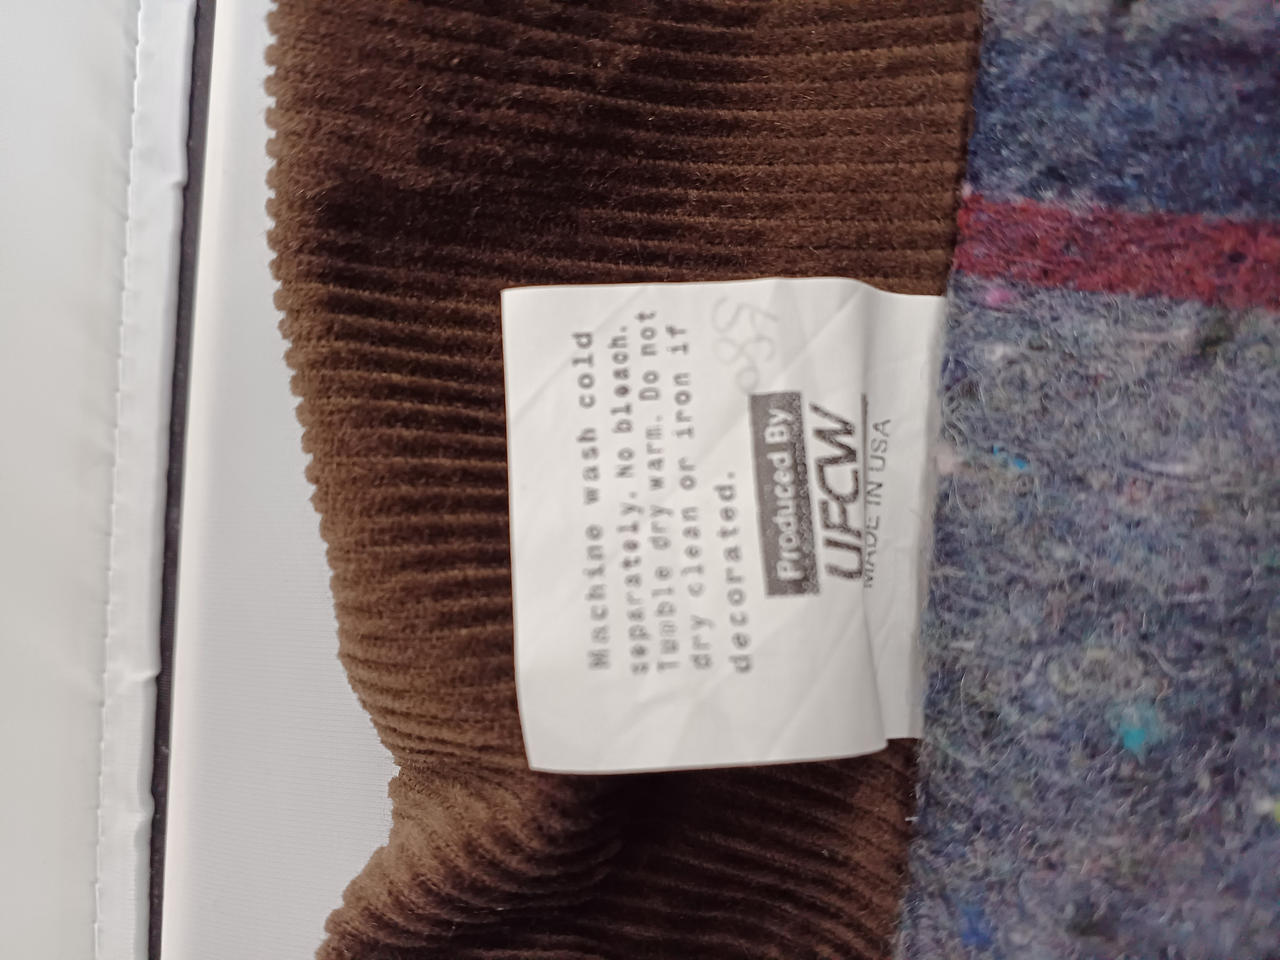 Machine wash cold
separately. No bleach.
Tumble dry warm. Do not
dry clean or iron if
decorated.
Produced By
UFCW
MADE IN USA